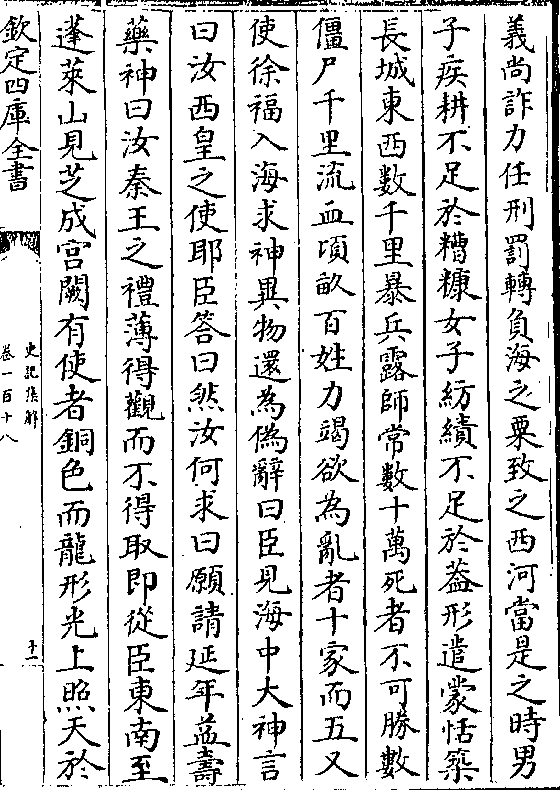 義尚詐力任刑罰轉負海之粟致之西河當是之時男
子疾耕不足於糟糠女子紡績不足於葢形遣蒙恬築
長城東西數千里暴兵露師常數十萬死者不可勝數
僵尸千里流血頃畝百姓力竭欲為亂者十家而五又
使徐福入海求神異物還為偽辭曰臣見海中大神言
曰汝西皇之使耶臣答曰然汝何求曰願請延年益壽
藥神曰汝秦王之禮薄得觀而不得取即從臣東南至
蓬萊山見芝成宫闕有使者銅色而龍形光上照天於
欽定四庫全書
史記集解
卷一百十八
十一